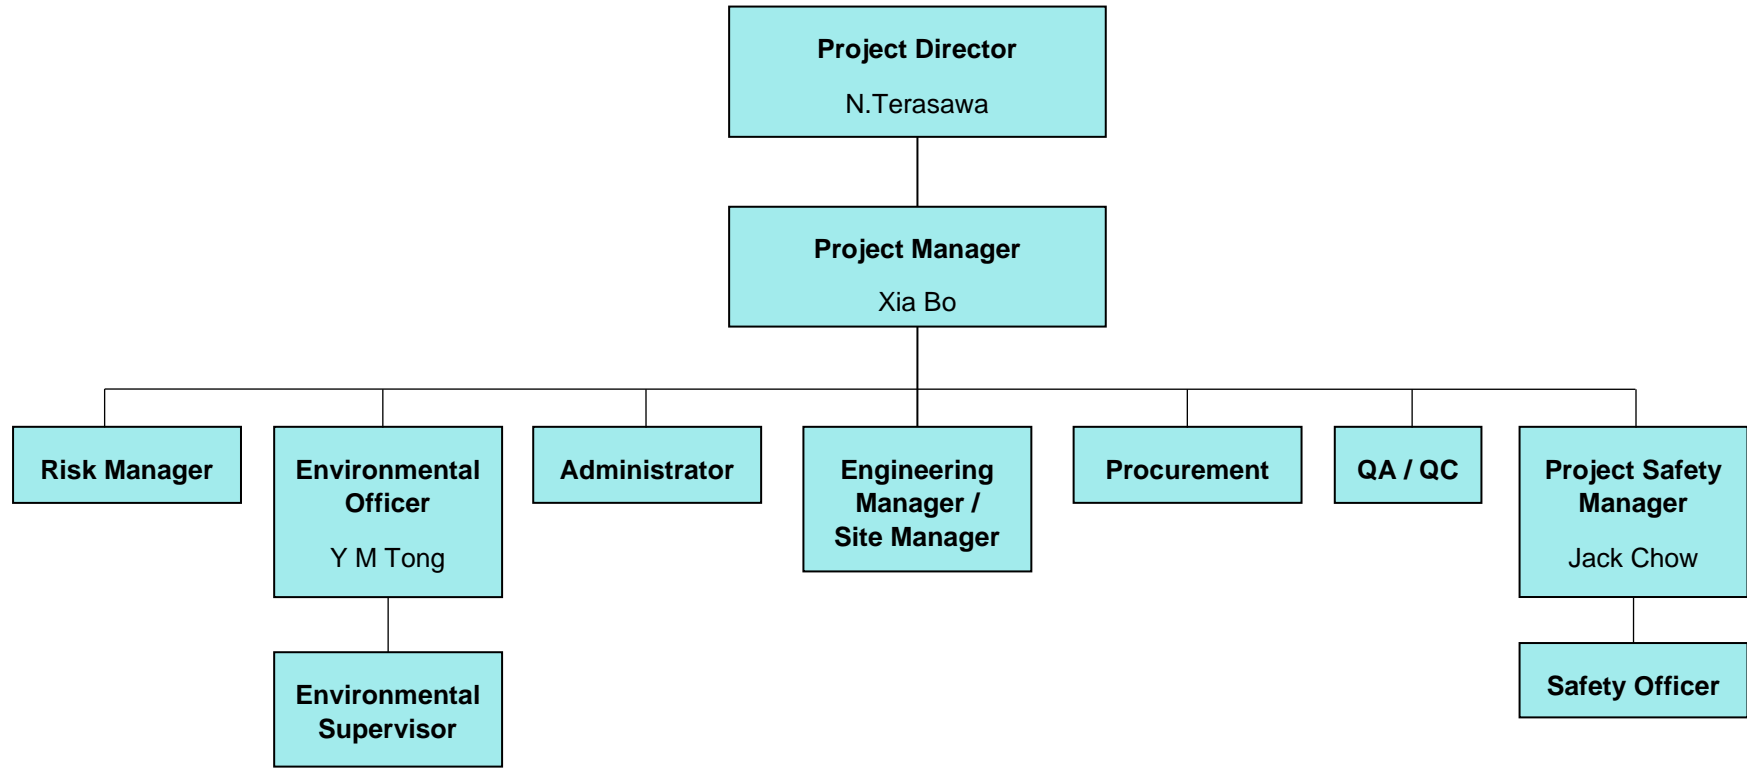 Project Director
N.Terasawa
Project Manager
Xia Bo
Risk Manager
Environmental
Officer
Y M Tong
Administrator
Engineering
Manager /
Site Manager
Procurement
QA / QC
Project Safety
Manager
Jack Chow
Environmental
Supervisor
Safety Officer